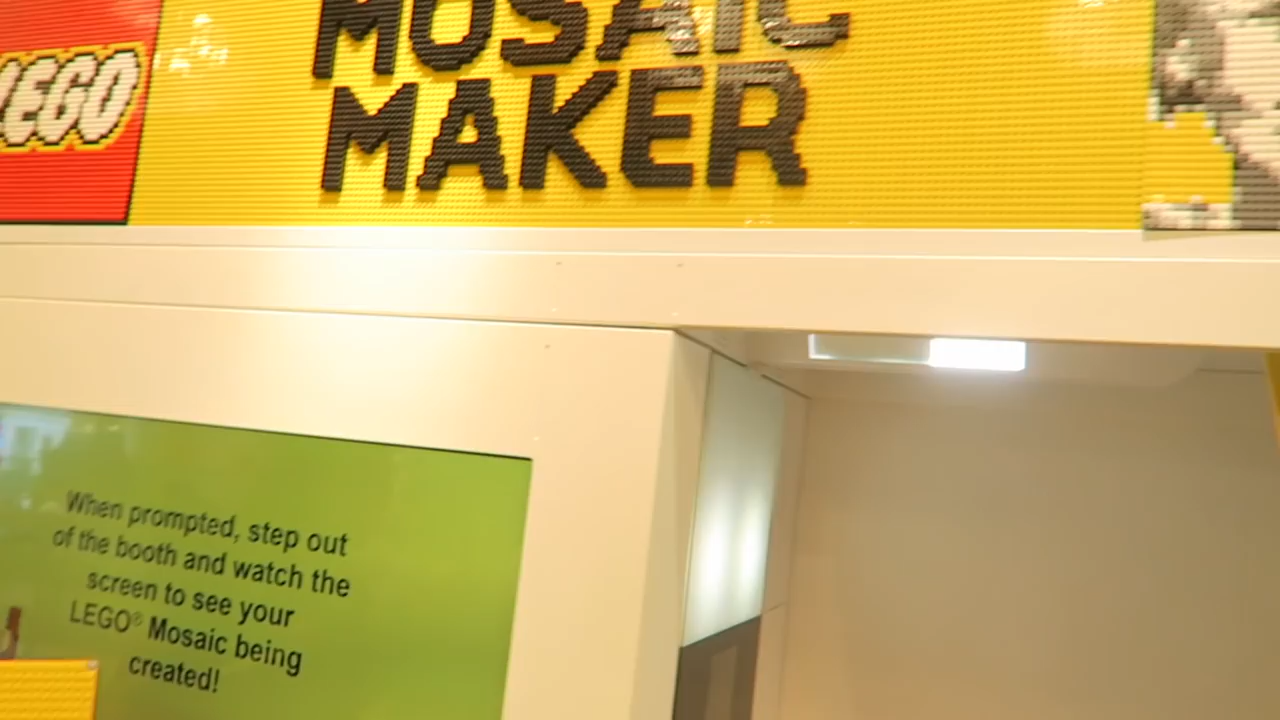 LEGO
MOSAIC
MAKER
When prompted, step out
of the booth and watch the
screen to see your
LEGO® Mosaic being
created!